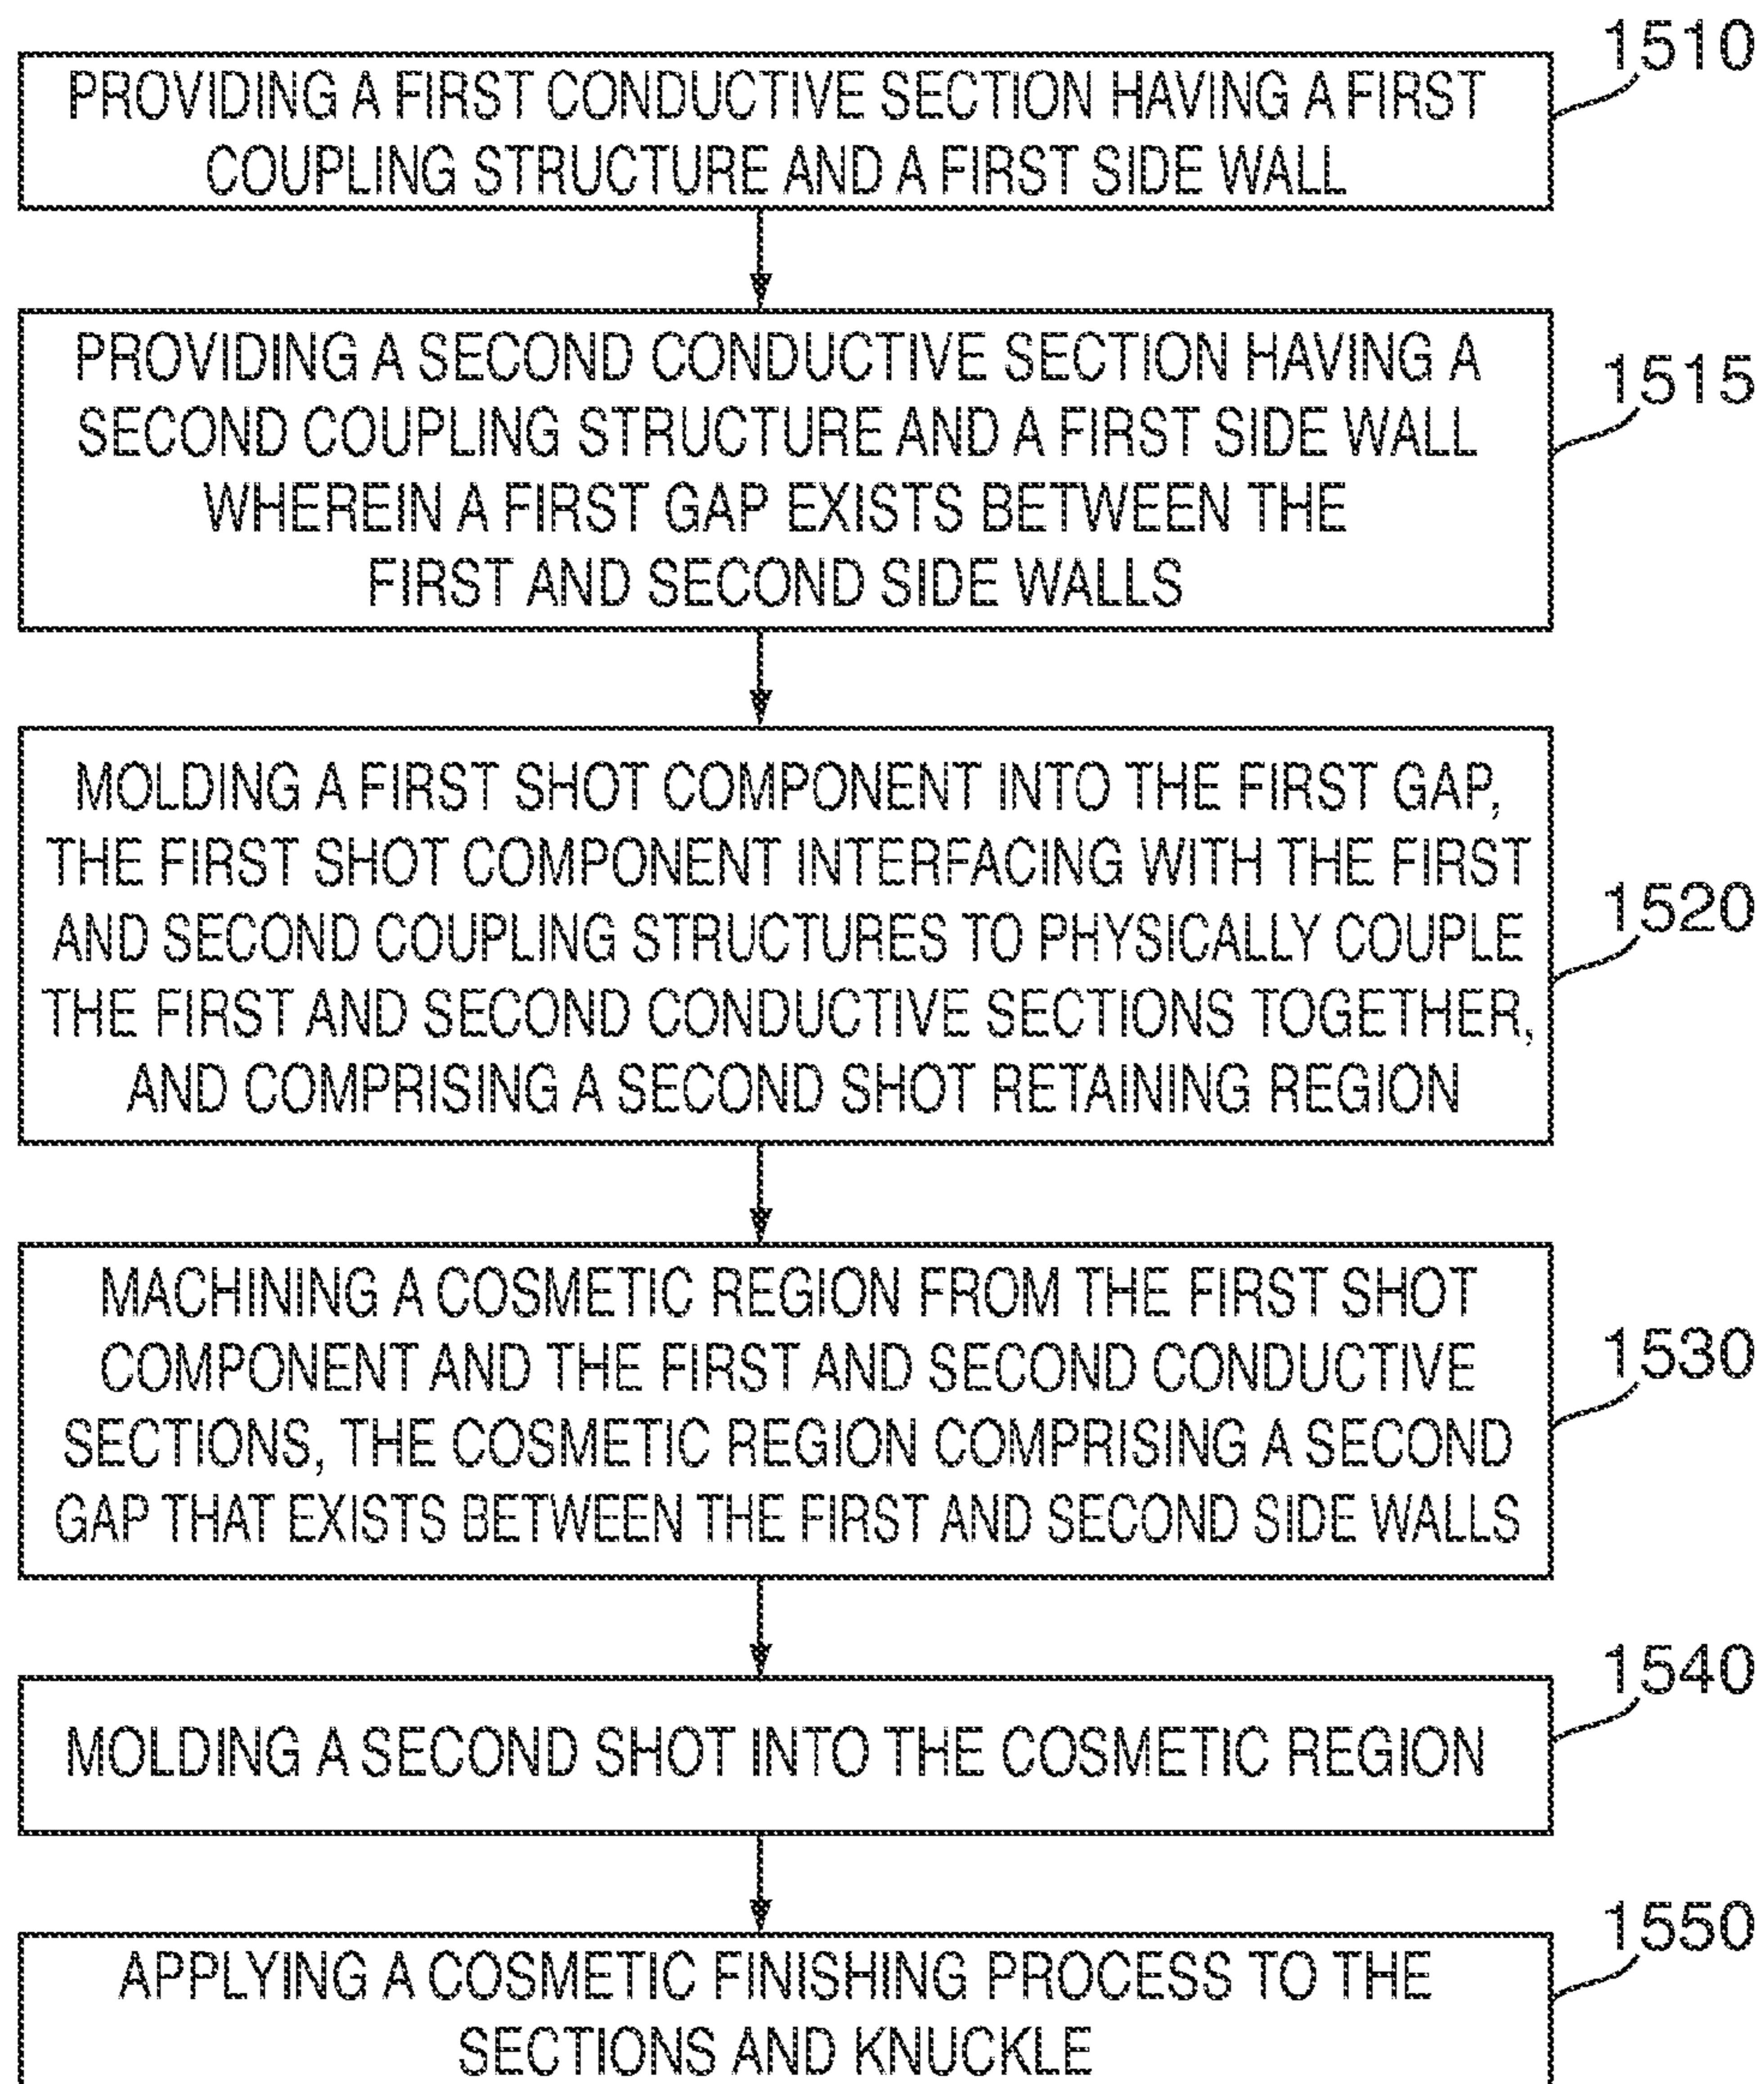 1510
PROVIDING A FIRST CONDUCTIVE SECTION HAVING A FIRST
COUPLING STRUCTURE AND A FIRST SIDE WALL
1515
PROVIDING A SECOND CONDUCTIVE SECTION HAVING A
SECOND COUPLING STRUCTURE AND A FIRST SIDE WALL
WHEREIN A FIRST GAP EXISTS BETWEEN THE
FIRST AND SECOND SIDE WALLS
1520
MOLDING A FIRST SHOT COMPONENT INTO THE FIRST GAP,
THE FIRST SHOT COMPONENT INTERFACING WITH THE FIRST
AND SECOND COUPLING STRUCTURES TO PHYSICALLY COUPLE
THE FIRST AND SECOND CONDUCTIVE SECTIONS TOGETHER,
AND COMPRISING A SECOND SHOT RETAINING REGION
1530
MACHINING A COSMETIC REGION FROM THE FIRST SHOT
COMPONENT AND THE FIRST AND SECOND CONDUCTIVE
SECTIONS, THE COSMETIC REGION COMPRISING A SECOND
GAP THAT EXISTS BETWEEN THE FIRST AND SECOND SIDE WALLS
1540
MOLDING A SECOND SHOT INTO THE COSMETIC REGION
1550
APPLYING A COSMETIC FINISHING PROCESS TO THE
SECTIONS AND KNUCKLE